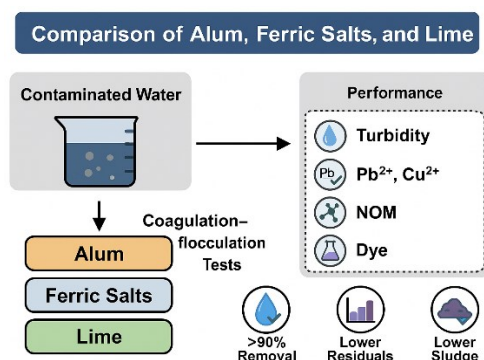 Comparison of Alum, Ferric Salts, and Lime
Contaminated Water
Coagulation–
flocculation
Tests
Alum
Ferric Salts
Lime
Performance
Turbidity
Pb
Pb²⁺, Cu²⁺
NOM
Dye
>90%
Removal
Lower
Residuals
Lower
Sludge